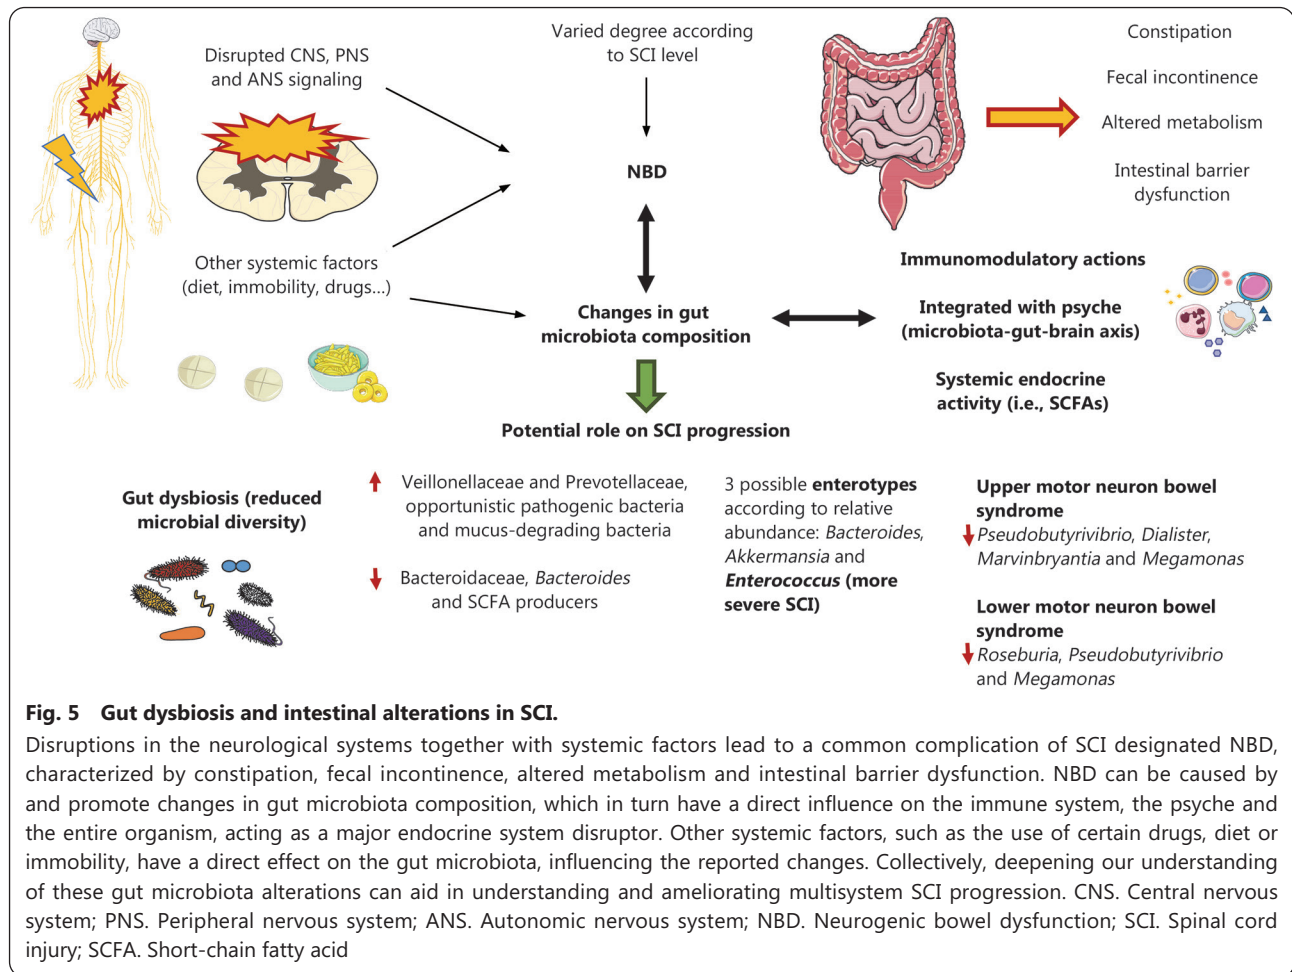 Disrupted CNS, PNS
and ANS signaling
Varied degree according
to SCI level
NBD
Constipation
Fecal incontinence
Altered metabolism
Intestinal barrier
dysfunction
Other systemic factors
(diet, immobility, drugs...)
Changes in gut
microbiota composition
Immunomodulatory actions
Integrated with psyche
(microbiota-gut-brain axis)
Systemic endocrine
activity (i.e., SCFAs)
Potential role on SCI progression
Gut dysbiosis (reduced
microbial diversity)
Veillonellaceae and Prevotellaceae,
opportunistic pathogenic bacteria
and mucus-degrading bacteria
Bacteroidaceae, Bacteroides
and SCFA producers
3 possible enterotypes
according to relative
abundance: Bacteroides,
Akkermansia and
Enterococcus (more
severe SCI)
Upper motor neuron bowel
syndrome
Pseudobutyrivibrio, Dialister,
Marvinbryantia and Megamonas
Lower motor neuron bowel
syndrome
Roseburia, Pseudobutyrivibrio
and Megamonas
Fig. 5 Gut dysbiosis and intestinal alterations in SCI.
Disruptions in the neurological systems together with systemic factors lead to a common complication of SCI designated NBD,
characterized by constipation, fecal incontinence, altered metabolism and intestinal barrier dysfunction. NBD can be caused by
and promote changes in gut microbiota composition, which in turn have a direct influence on the immune system, the psyche and
the entire organism, acting as a major endocrine system disruptor. Other systemic factors, such as the use of certain drugs, diet or
immobility, have a direct effect on the gut microbiota, influencing the reported changes. Collectively, deepening our understanding
of these gut microbiota alterations can aid in understanding and ameliorating multisystem SCI progression. CNS. Central nervous
system; PNS. Peripheral nervous system; ANS. Autonomic nervous system; NBD. Neurogenic bowel dysfunction; SCI. Spinal cord
injury; SCFA. Short-chain fatty acid